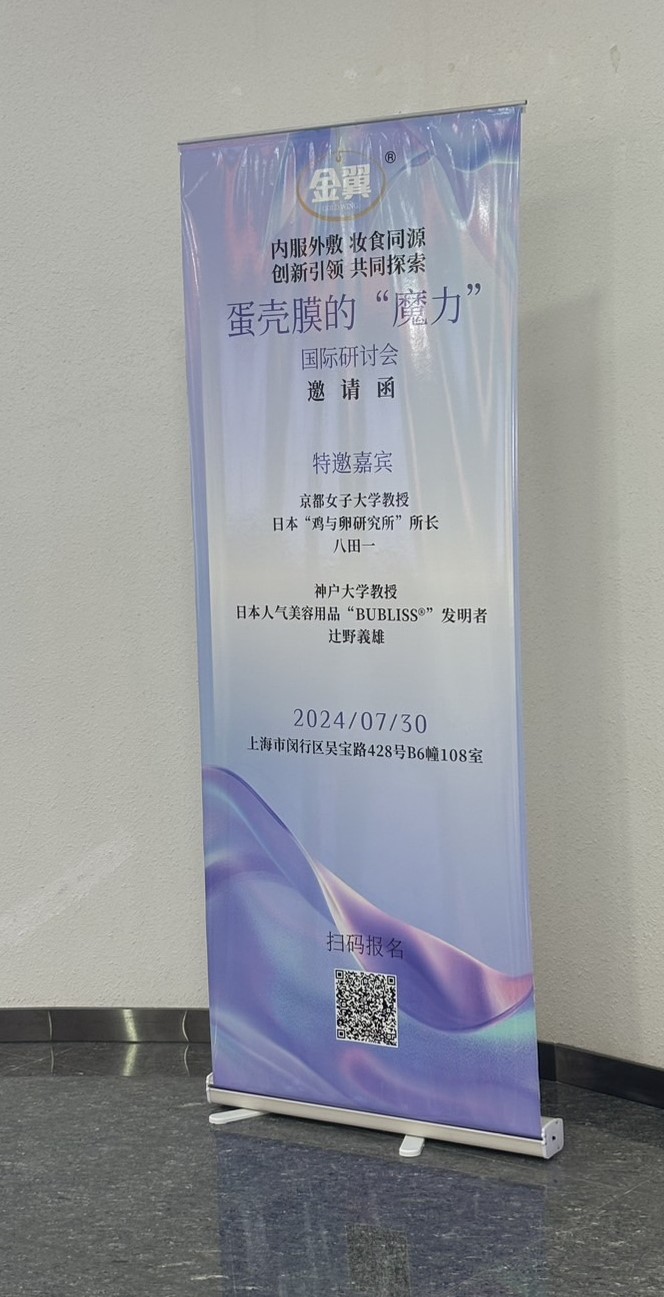 金翼®
内服外敷 妆食同源
创新引领 共同探索
蛋壳膜的“魔力”
国际研讨会
邀请函
特邀嘉宾
京都女子大学教授
日本“鸡与卵研究所”所长
八田一
神户大学教授
日本人气美容用品“BUBLISS®”发明者
辻野義雄
2024/07/30
上海市闵行区吴宝路428号B6幢108室
扫码报名